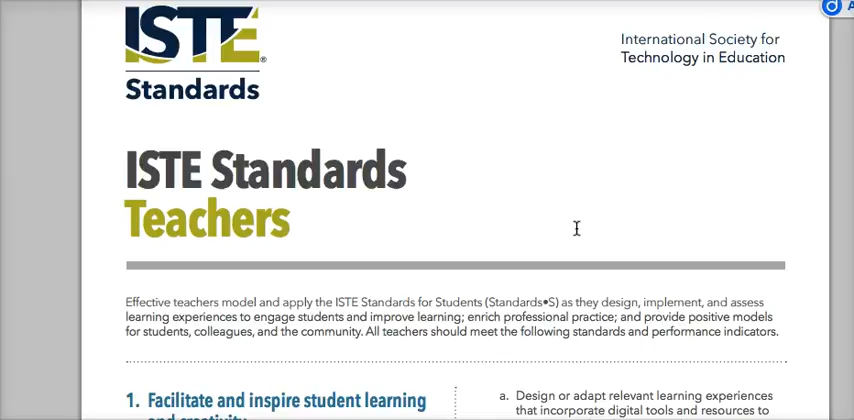 ISTE®
Standards
International Society for
Technology in Education
ISTE Standards
Teachers
Effective teachers model and apply the ISTE Standards for Students (Standards•S) as they design, implement, and assess
learning experiences to engage students and improve learning; enrich professional practice; and provide positive models
for students, colleagues, and the community. All teachers should meet the following standards and performance indicators.
1. Facilitate and inspire student learning
and creativity
a. Design or adapt relevant learning experiences
that incorporate digital tools and resources to